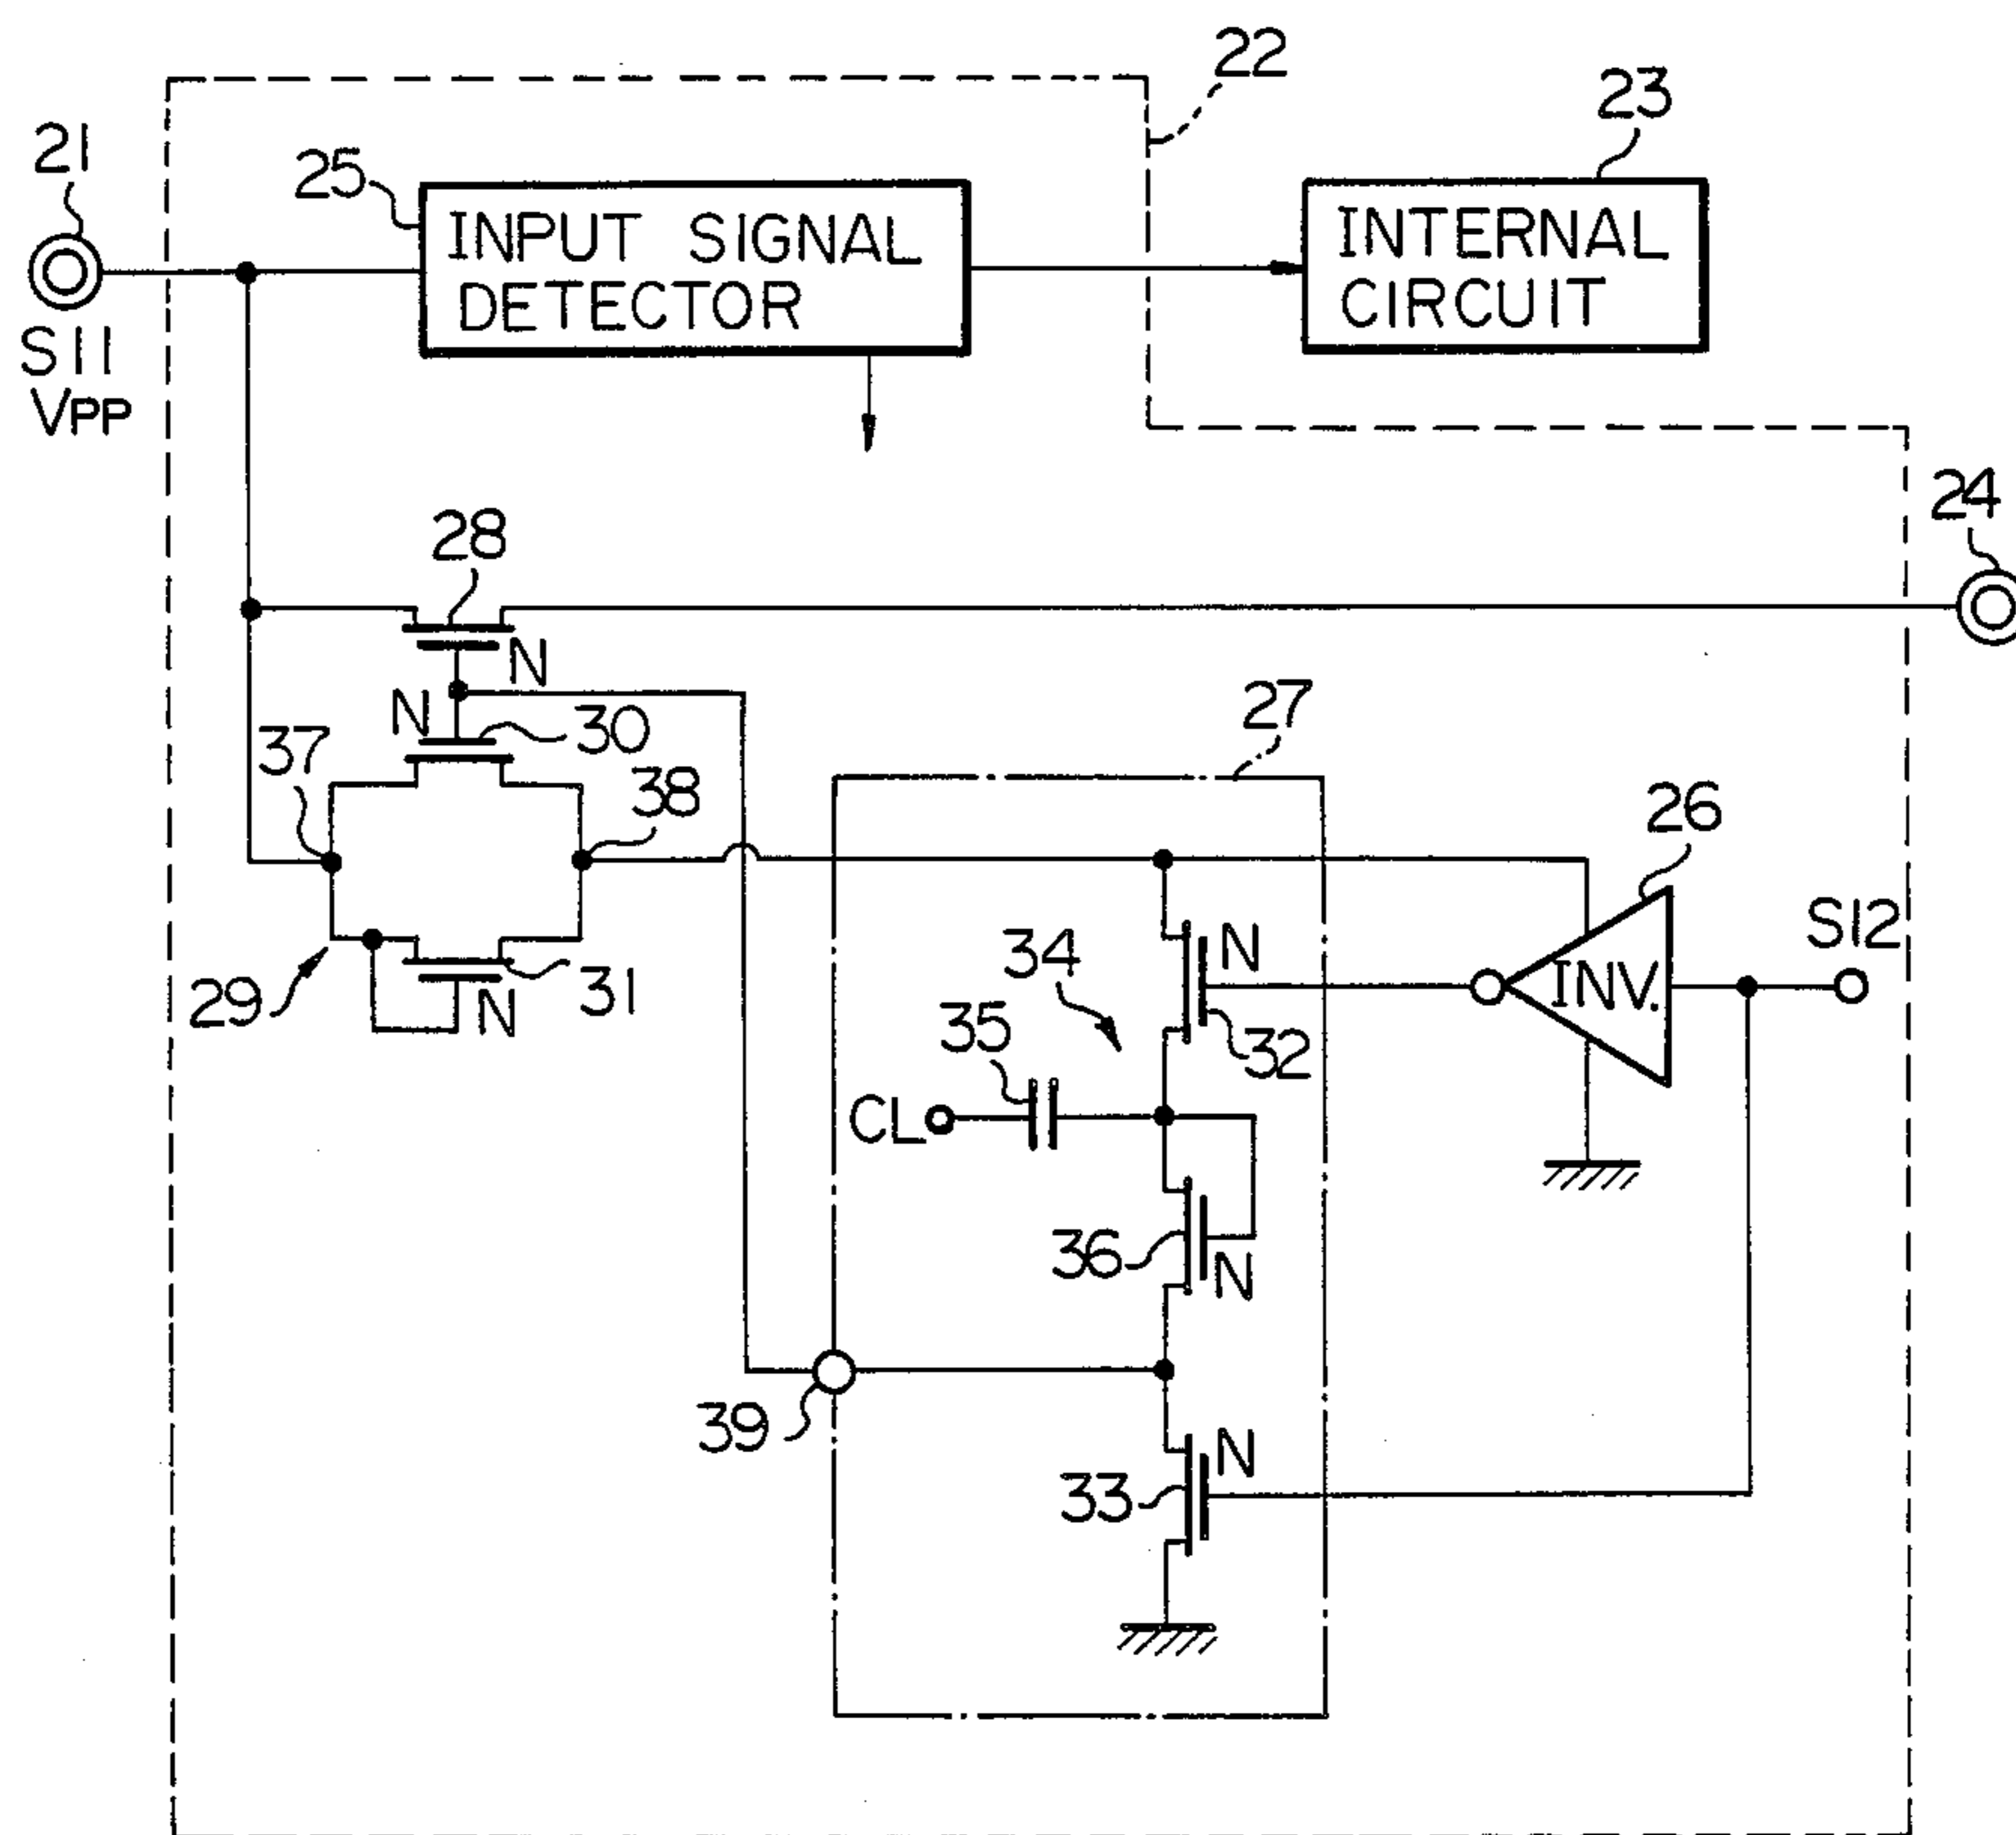 22
23
21
25
INPUT SIGNAL
DETECTOR
INTERNAL
CIRCUIT
S11
VPP
24
28
N
N
30
27
37
38
26
S12
34
N
INV.
29
31
N
35
32
CL
36
N
39
N
33